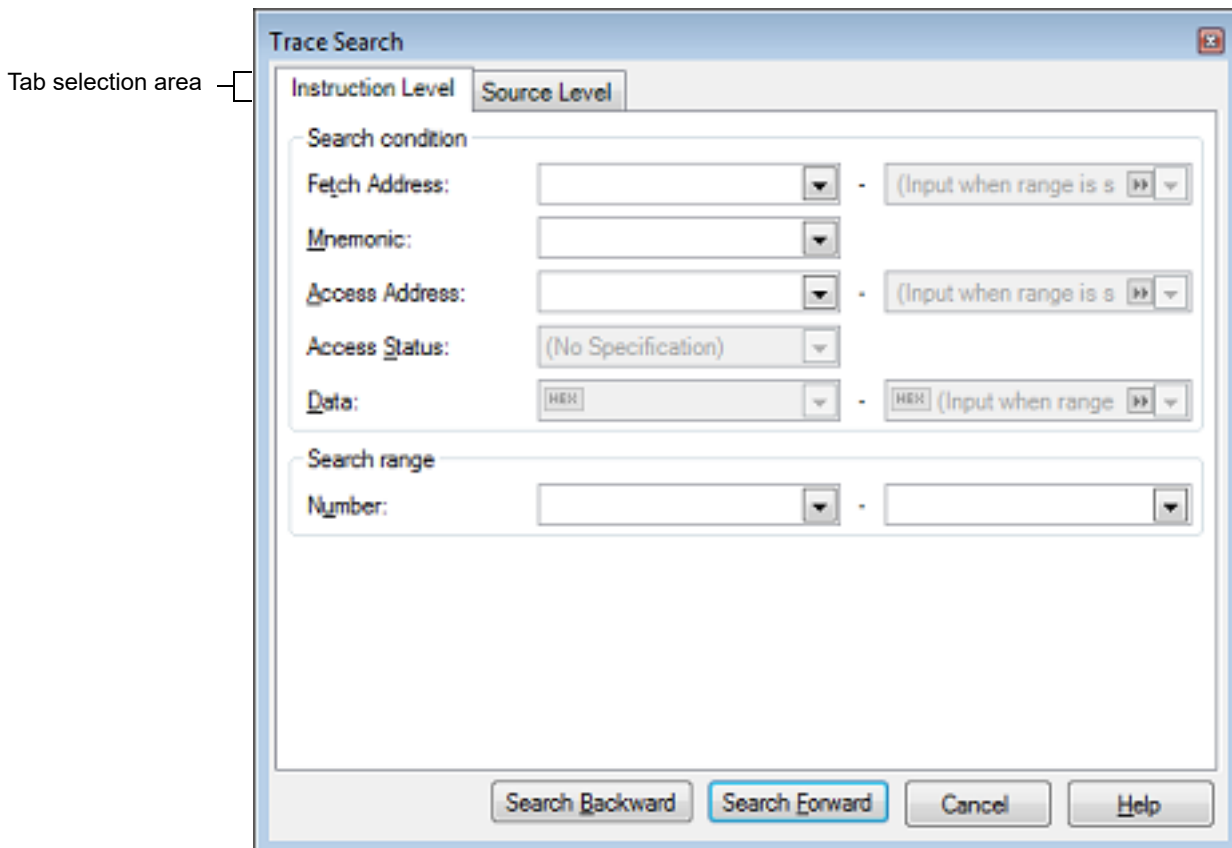 Trace Search
Tab selection area
Instruction Level Source Level
Search condition
Fetch Address: - (Input when range is s
Mnemonic:
Access Address: - (Input when range is s
Access Status: (No Specification)
Data: HEX - HEX (Input when range
Search range
Number: -
Search Backward Search Forward Cancel Help